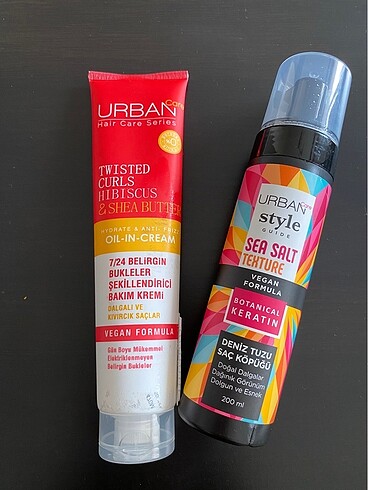 URBAN Care
Hair Care Series
TWISTED
CURLS
HIBISCUS
& SHEA BUTTER
HYDRATE & ANTI-FRIZZ
OIL-IN-CREAM
7/24 BELİRGİN
BUKLELER
ŞEKİLLENDİRİCİ
BAKIM KREMİ
DALGALI VE
KIVIRCIK SAÇLAR
VEGAN FORMULA
Gün Boyu Mükemmel
Elektriklenmeyen
Belirgin Bukleler
URBAN Care
style
GUIDE
SEA SALT
TEXTURE
VEGAN
FORMULA
BOTANICAL
KERATIN
DENİZ TUZU
SAÇ KÖPÜĞÜ
Doğal Dalgalar
Dağınık Görünüm
Dolgun ve Esnek
200 ml